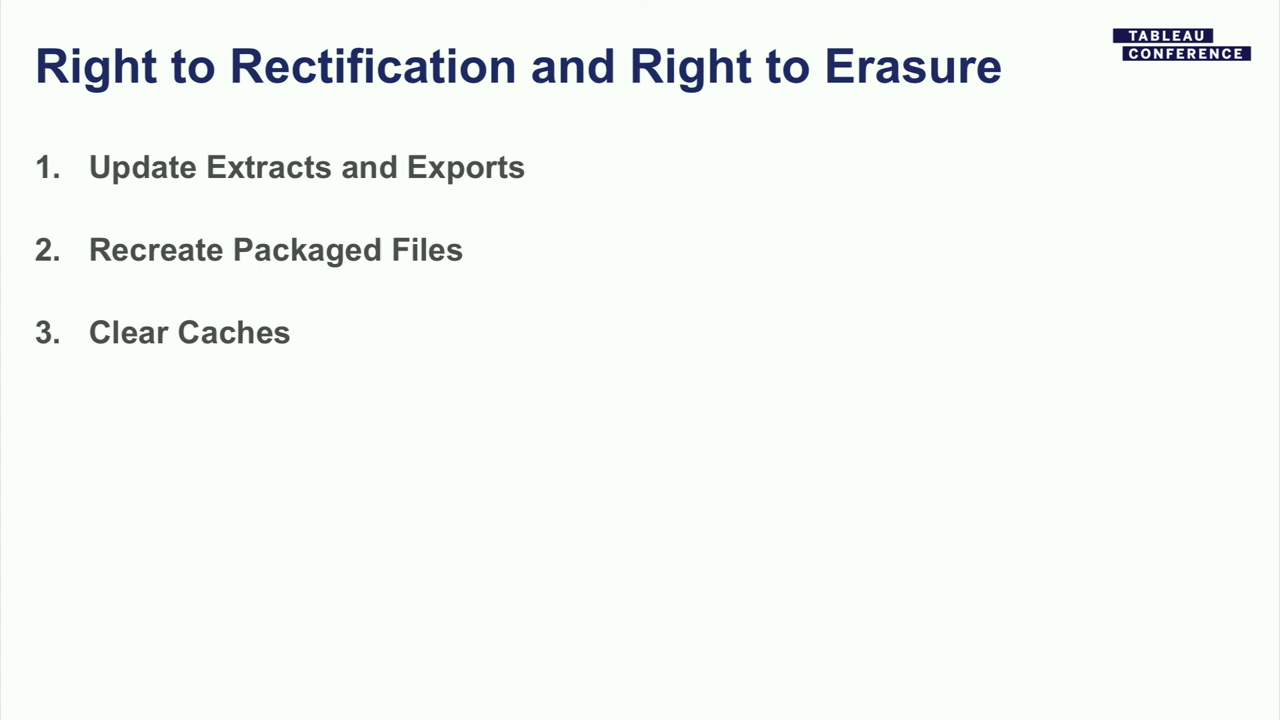 Right to Rectification and Right to Erasure
TABLEAU
CONFERENCE
1. Update Extracts and Exports
2. Recreate Packaged Files
3. Clear Caches